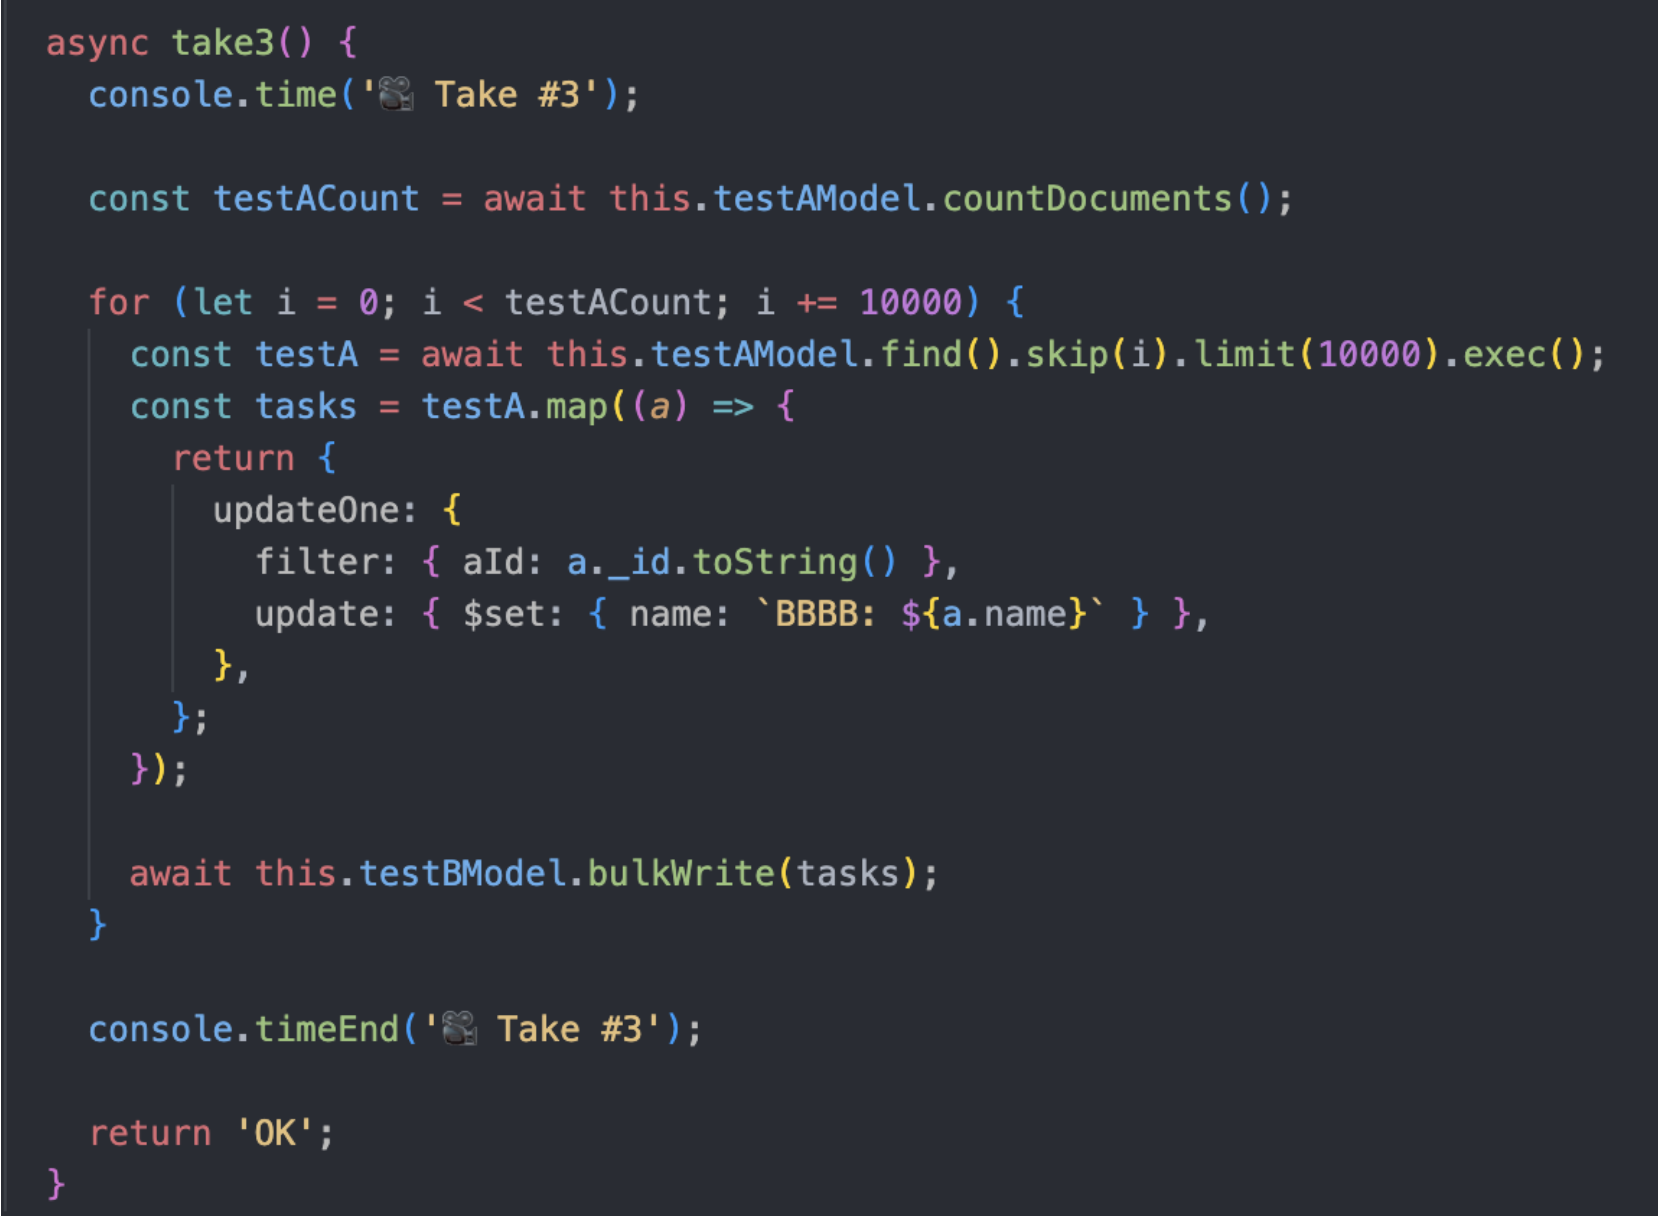 async take3() {
  console.time('🎥 Take #3');

  const testACount = await this.testAModel.countDocuments();

  for (let i = 0; i < testACount; i += 10000) {
    const testA = await this.testAModel.find().skip(i).limit(10000).exec();
    const tasks = testA.map((a) => {
      return {
        updateOne: {
          filter: { aId: a._id.toString() },
          update: { $set: { name: `BBBB: ${a.name}` } },
        },
      };
    });

    await this.testBModel.bulkWrite(tasks);
  }

  console.timeEnd('🎥 Take #3');

  return 'OK';
}